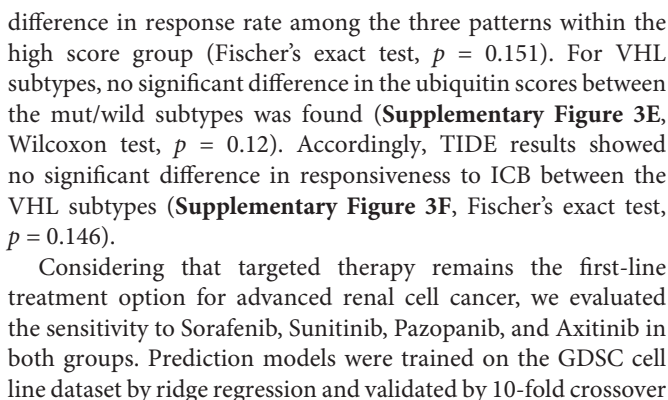 difference in response rate among the three patterns within the
high score group (Fischer's exact test, p = 0.151). For VHL
subtypes, no significant difference in the ubiquitin scores between
the mut/wild subtypes was found (Supplementary Figure 3E,
Wilcoxon test, p = 0.12). Accordingly, TIDE results showed
no significant difference in responsiveness to ICB between the
VHL subtypes (Supplementary Figure 3F, Fischer's exact test,
p = 0.146).
Considering that targeted therapy remains the first-line
treatment option for advanced renal cell cancer, we evaluated
the sensitivity to Sorafenib, Sunitinib, Pazopanib, and Axitinib in
both groups. Prediction models were trained on the GDSC cell
line dataset by ridge regression and validated by 10-fold crossover